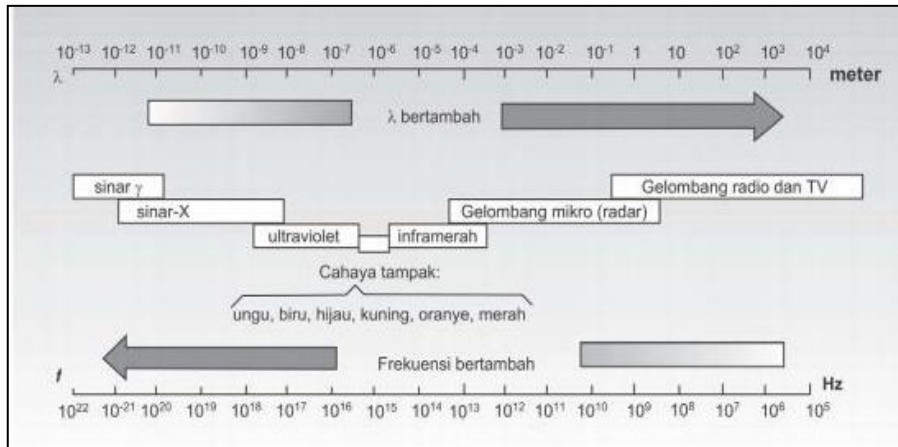 10⁻¹³ 10⁻¹² 10⁻¹¹ 10⁻¹⁰ 10⁻⁹ 10⁻⁸ 10⁻⁷ 10⁻⁶ 10⁻⁵ 10⁻⁴ 10⁻³ 10⁻² 10⁻¹ 1 10 10² 10³ 10⁴
λ meter
λ bertambah
sinar γ Gelombang radio dan TV
sinar-X Gelombang mikro (radar)
ultraviolet inframerah
Cahaya tampak:
ungu, biru, hijau, kuning, oranye, merah
Frekuensi bertambah
f Hz
10²² 10⁻²¹ 10²⁰ 10¹⁹ 10¹⁸ 10¹⁷ 10¹⁶ 10¹⁵ 10¹⁴ 10¹³ 10¹² 10¹¹ 10¹⁰ 10⁹ 10⁸ 10⁷ 10⁶ 10⁵